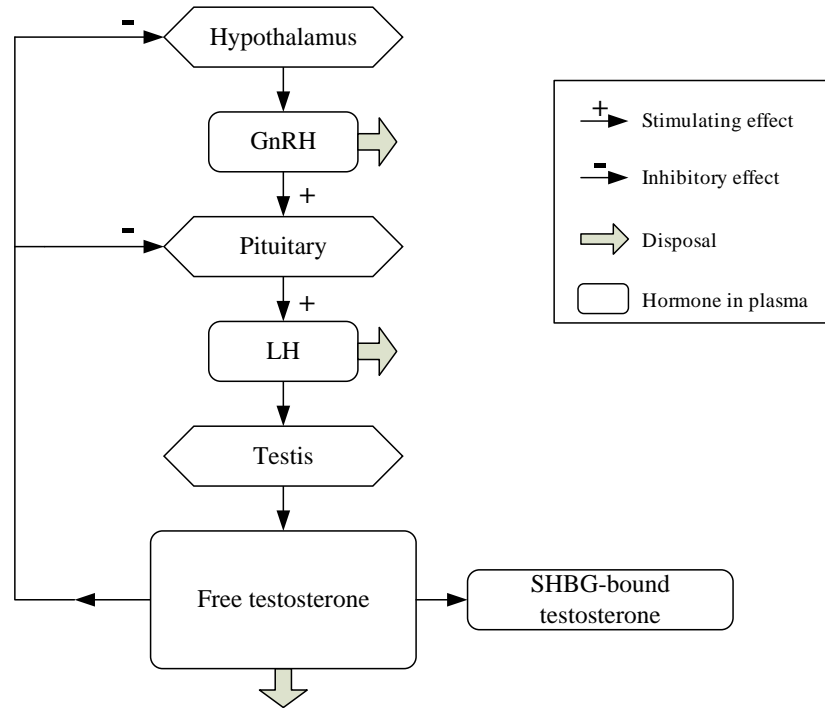 -
Hypothalamus
GnRH
+
-
Pituitary
+
LH
Testis
Free testosterone
SHBG-bound
testosterone
+
Stimulating effect
-
Inhibitory effect
Disposal
Hormone in plasma